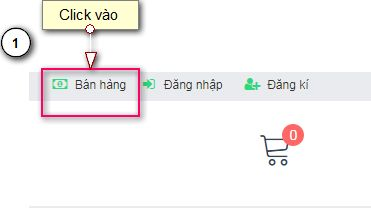 Click vào
1
Bán hàng Đăng nhập Đăng kí
0